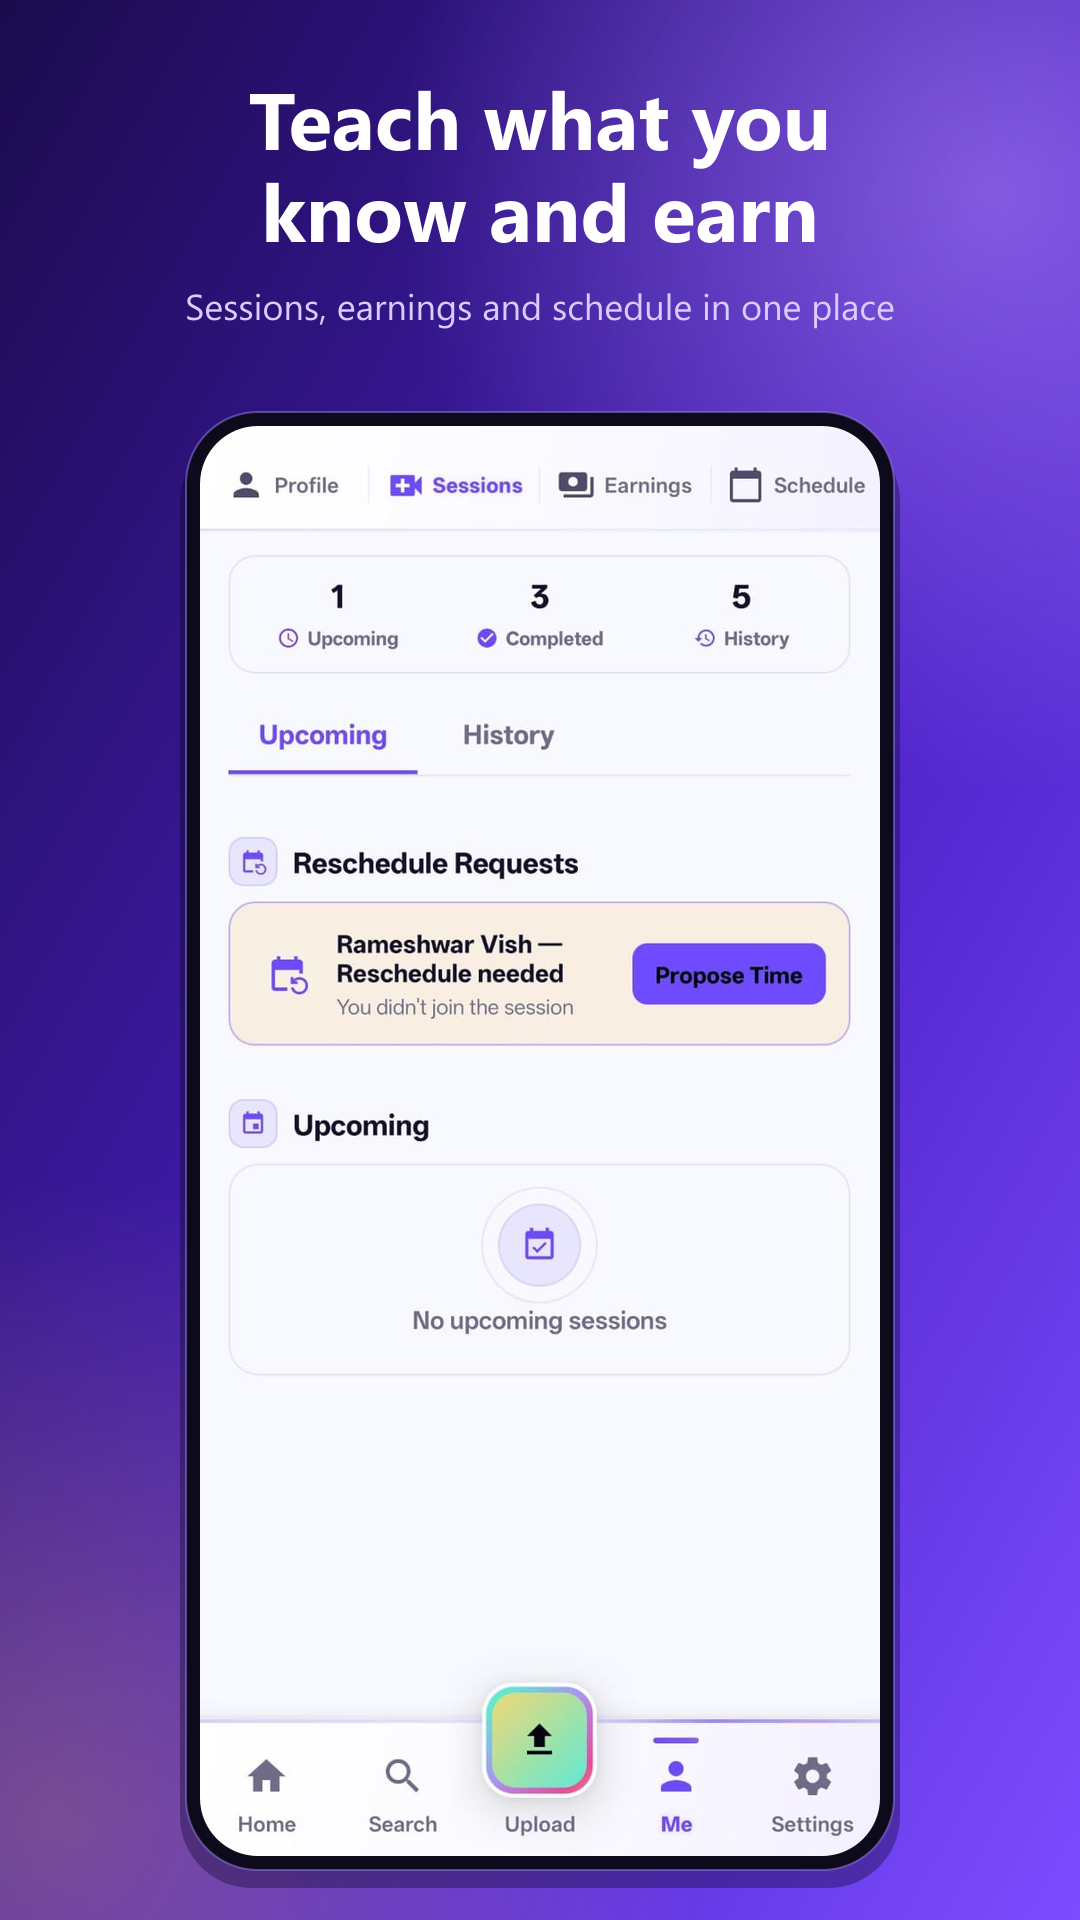 Teach what you
know and earn
Sessions, earnings and schedule in one place
Profile Sessions Earnings Schedule
1 3 5
Upcoming Completed History
Upcoming History
Reschedule Requests
Rameshwar Vish —
Reschedule needed
You didn't join the session
Propose Time
Upcoming
No upcoming sessions
Home Search Upload Me Settings